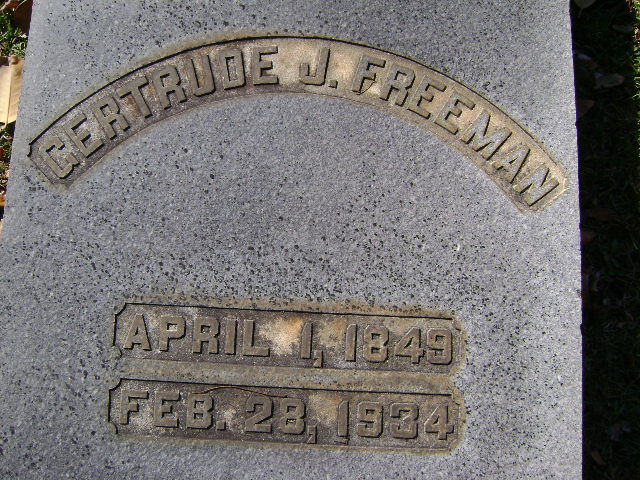 GERTRUDE J. FREEMAN
APRIL 1, 1849
FEB. 28, 1934